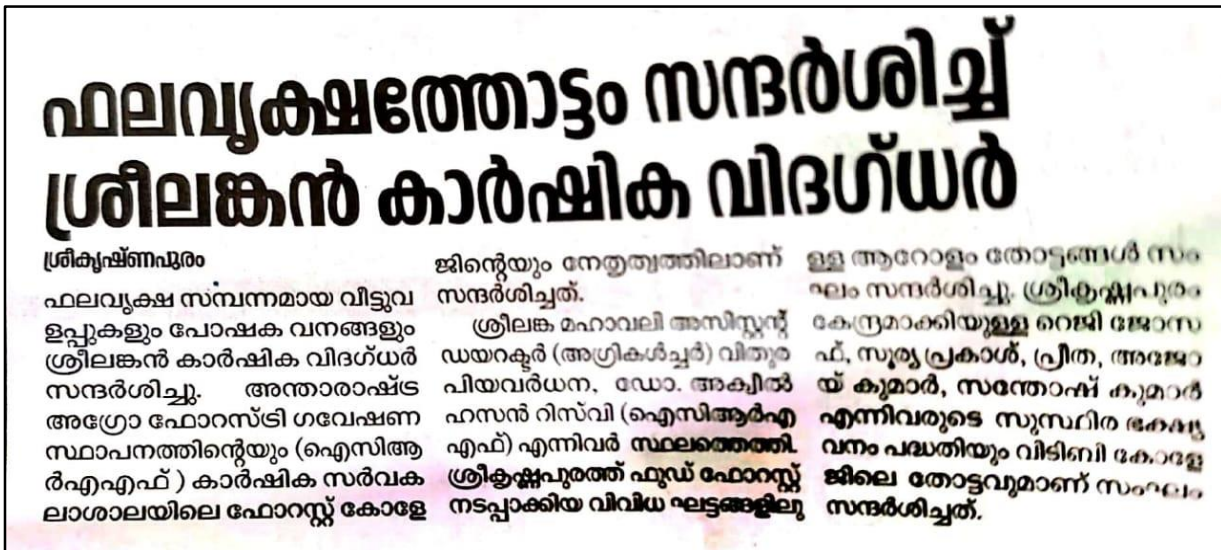 ഫലവൃക്ഷത്തോട്ടം സന്ദർശിച്ച്
ശ്രീലങ്കൻ കാർഷിക വിദഗ്ധർ
ശ്രീകൃഷ്ണപുരം
ഫലവൃക്ഷ സമ്പന്നമായ വീട്ടുവ
ളപ്പുകളും പോഷക വനങ്ങളും
ശ്രീലങ്കൻ കാർഷിക വിദഗ്ധർ
സന്ദർശിച്ചു. അന്താരാഷ്ട്ര
അഗ്രോ ഫോറസ്ട്രി ഗവേഷണ
സ്ഥാപനത്തിന്റെയും (ഐസിആ
ർഎഎഫ് ) കാർഷിക സർവക
ലാശാലയിലെ ഫോറസ്റ്റ് കോളേ
ജിന്റെയും നേതൃത്വത്തിലാണ്
സന്ദർശിച്ചത്.
ശ്രീലങ്ക മഹാവലി അസിസ്റ്റന്റ്
ഡയറക്ടർ (അഗ്രികൾച്ചർ) വിതുര
പിയവർധന, ഡോ. അക്വിൽ
ഹസൻ റിസ്‌വി (ഐസിആർഎ
എഫ്) എന്നിവർ സ്ഥലത്തെത്തി.
ശ്രീകൃഷ്ണപുരത്ത് ഫുഡ് ഫോറസ്റ്റ്
നടപ്പാക്കിയ വിവിധ ഘട്ടങ്ങളിലു
ള്ള ആറോളം തോട്ടങ്ങൾ സം
ഘം സന്ദർശിച്ചു. ശ്രീകൃഷ്ണപുരം
കേന്ദ്രമാക്കിയുള്ള റെജി ജോസ
ഫ്, സൂര്യ പ്രകാശ്, പ്രീത, അജോ
യ് കുമാർ, സന്തോഷ് കുമാർ
എന്നിവരുടെ സുസ്ഥിര ഭക്ഷ്യ
വനം പദ്ധതിയും വിടിബി കോളേ
ജിലെ തോട്ടവുമാണ് സംഘം
സന്ദർശിച്ചത്.